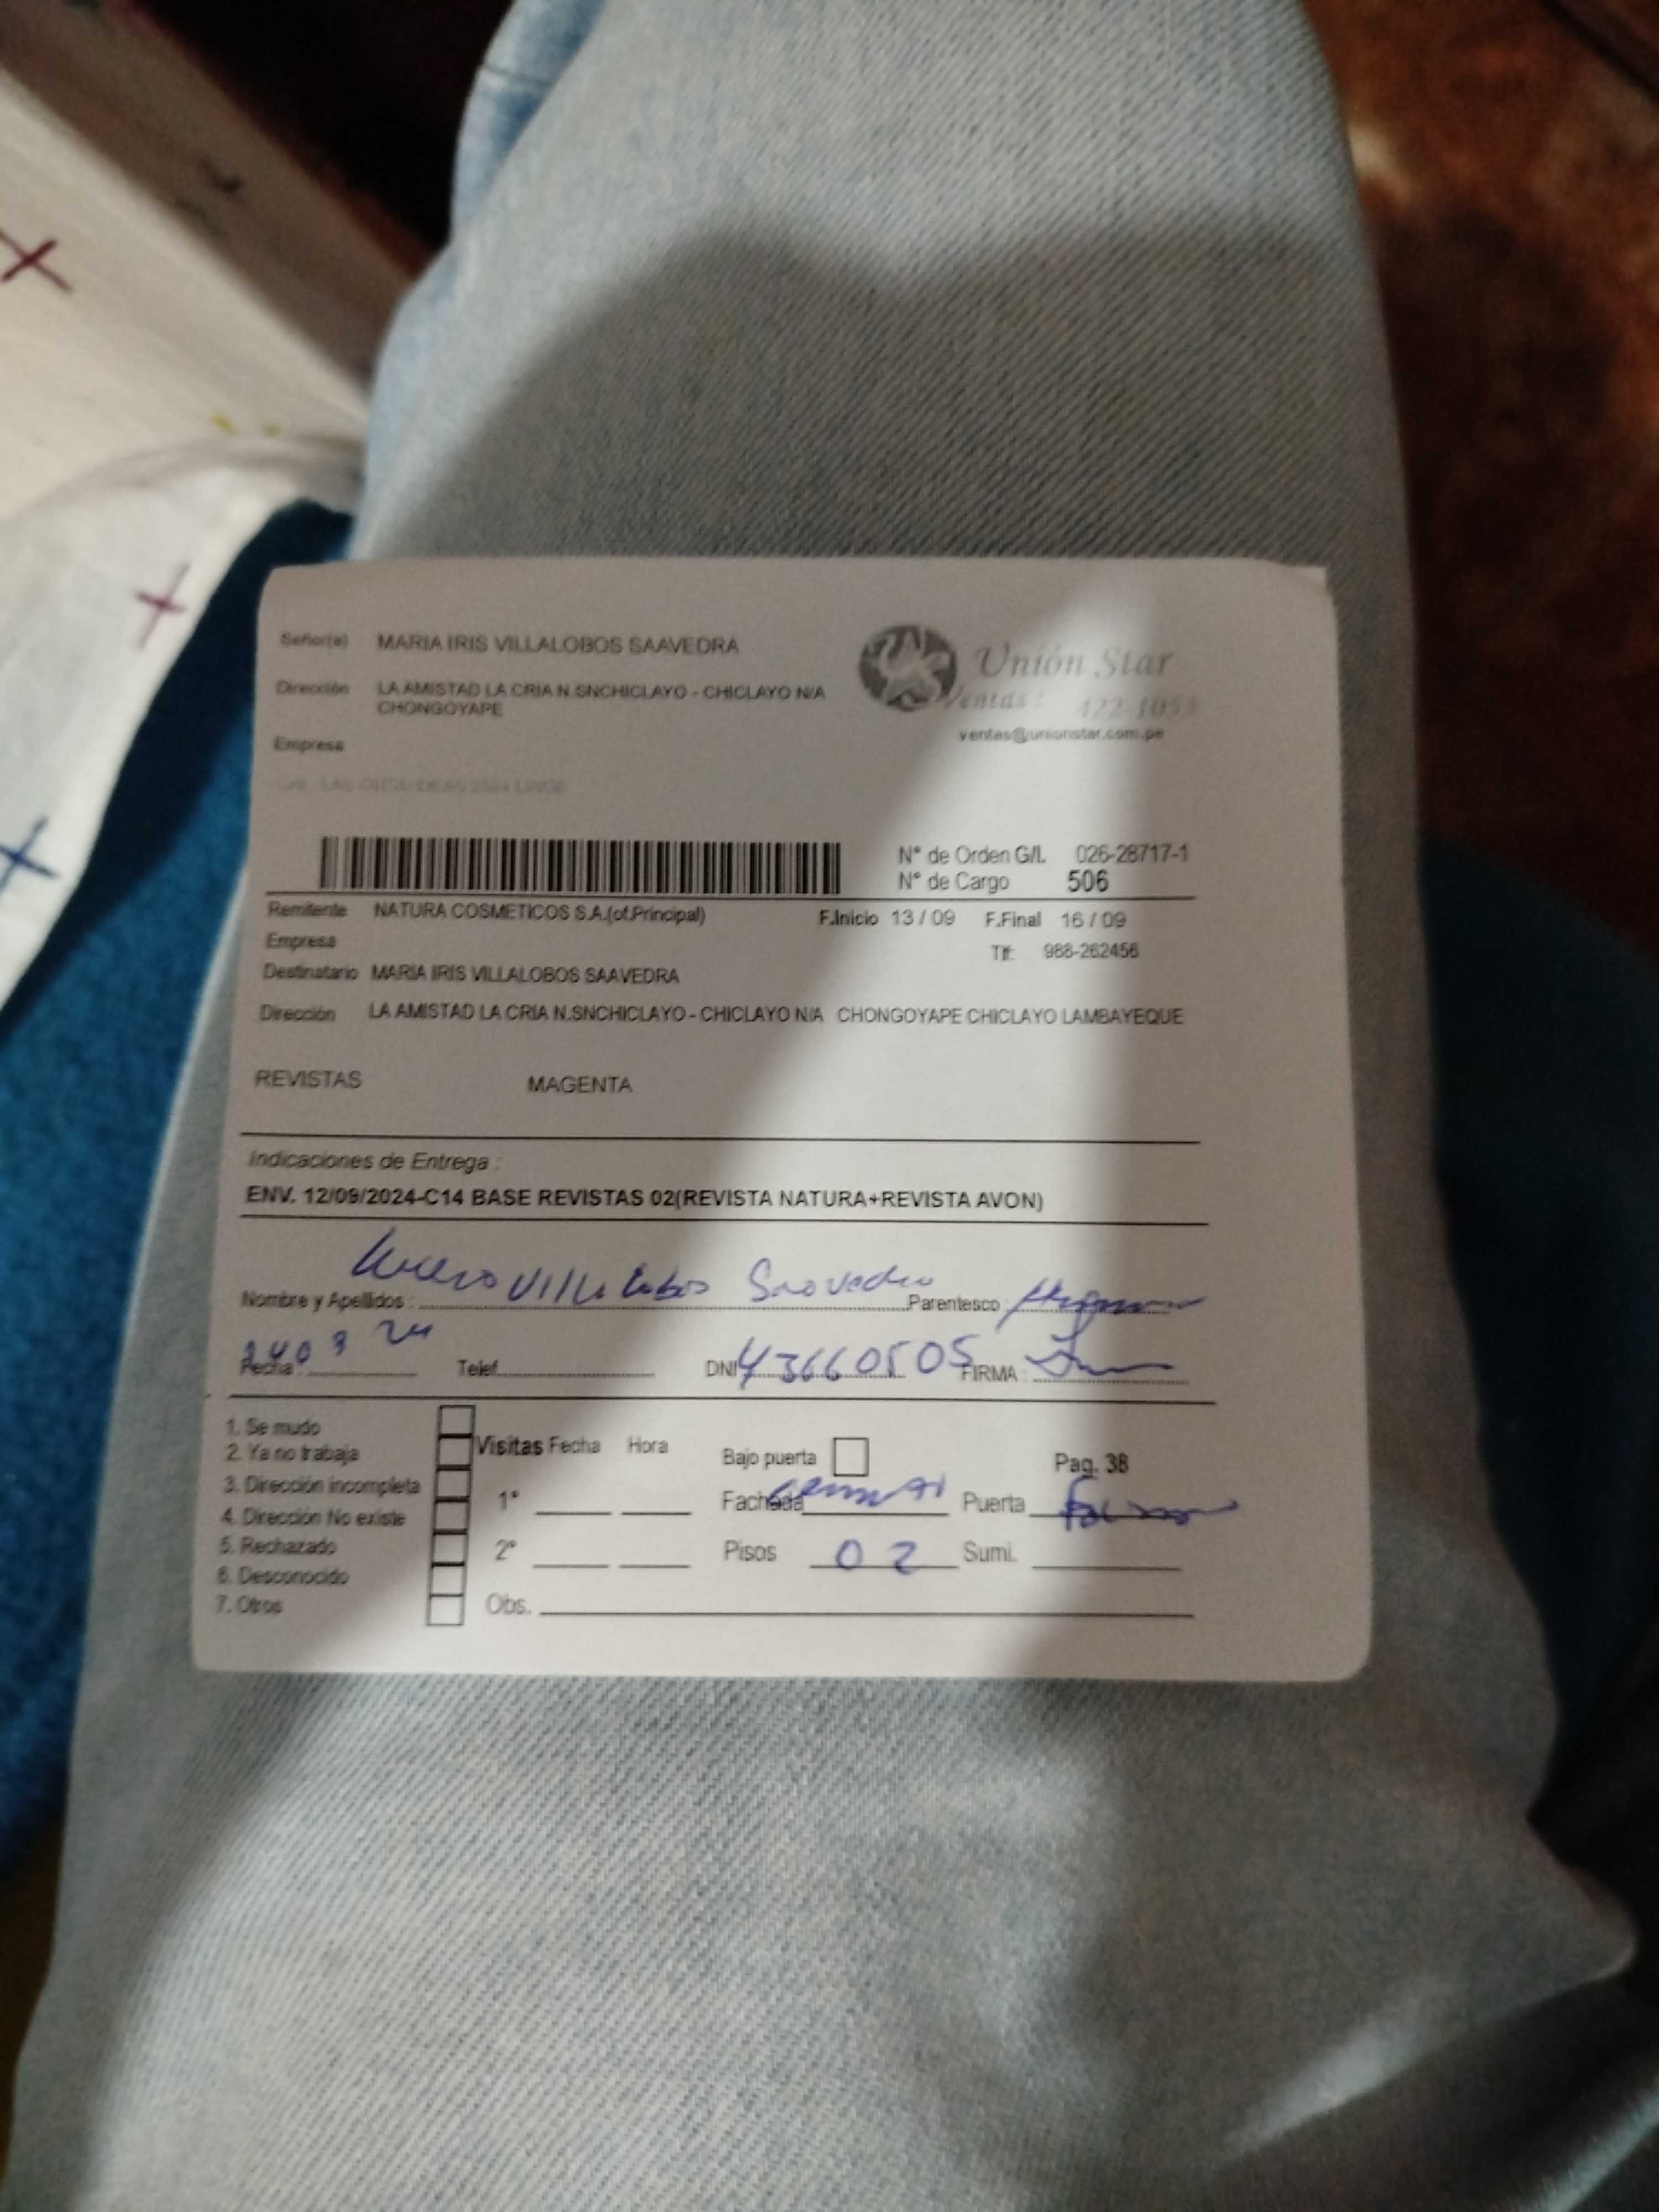 Señor(a) MARIA IRIS VILLALOBOS SAAVEDRA
Unión Star
Ventas: 422-1053
ventas@unionstar.com.pe
Dirección LA AMISTAD LA CRIA N.SNCHICLAYO - CHICLAYO N/A
CHONGOYAPE
Empresa
N° de Orden G/L 026-28717-1
N° de Cargo 506
Remitente NATURA COSMETICOS S.A.(of.Principal) F.Inicio 13 / 09 F.Final 16 / 09
Empresa Tlf: 988-262456
Destinatario MARIA IRIS VILLALOBOS SAAVEDRA
Dirección LA AMISTAD LA CRIA N.SNCHICLAYO - CHICLAYO N/A CHONGOYAPE CHICLAYO LAMBAYEQUE
REVISTAS MAGENTA
Indicaciones de Entrega :
ENV. 12/09/2024-C14 BASE REVISTAS 02(REVISTA NATURA+REVISTA AVON)
Nombre y Apellidos : Villalobos Saavedra Parentesco :
Fecha : Telef. DNI 43660505 FIRMA :
1. Se mudo
2. Ya no trabaja
3. Dirección incompleta
4. Dirección No existe
5. Rechazado
6. Desconocido
7. Otros
Visitas Fecha Hora
1°
2°
Obs.
Bajo puerta Pag. 38
Fachada Puerta
Pisos 02 Sumi.